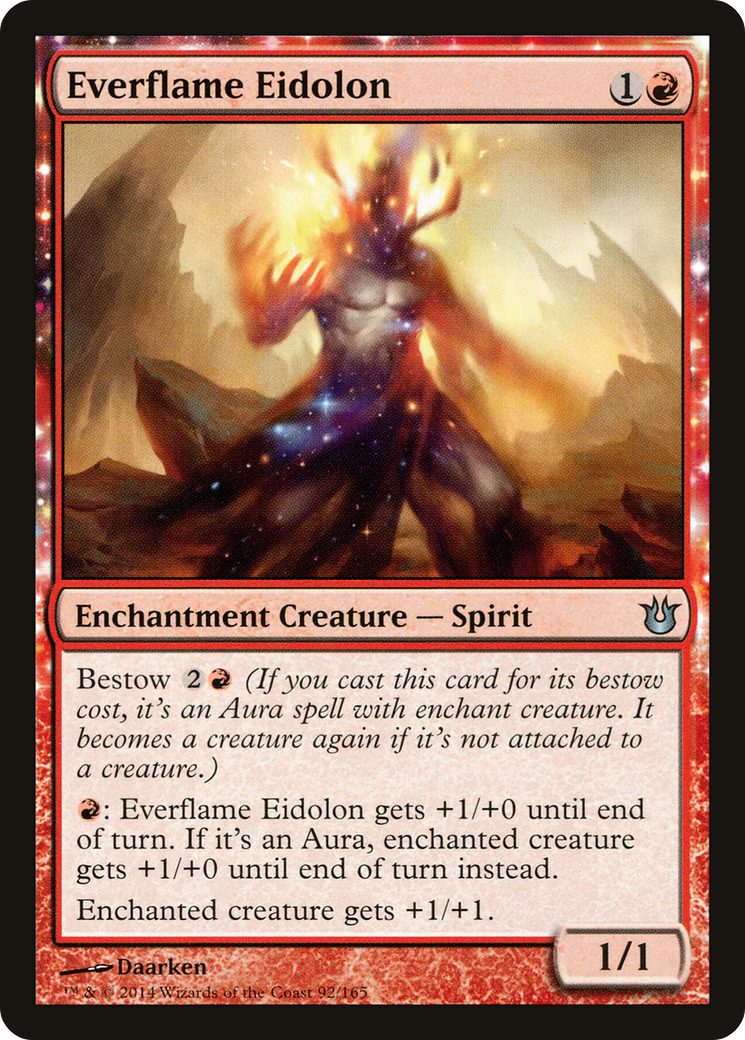 Everflame Eidolon 1
Enchantment Creature — Spirit
Bestow 2 (If you cast this card for its bestow
cost, it's an Aura spell with enchant creature. It
becomes a creature again if it's not attached to
a creature.)
: Everflame Eidolon gets +1/+0 until end
of turn. If it's an Aura, enchanted creature
gets +1/+0 until end of turn instead.
Enchanted creature gets +1/+1.
1/1
Daarken
™ & © 2014 Wizards of the Coast 92/165